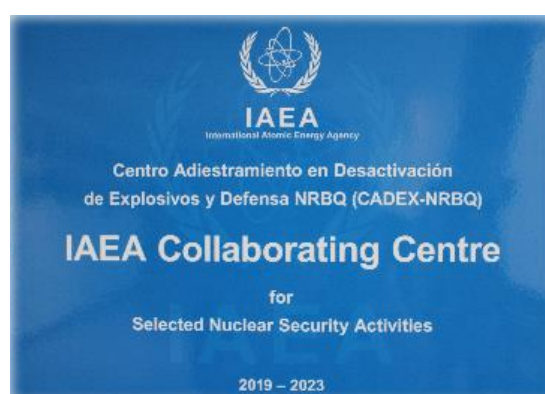 IAEA
International Atomic Energy Agency
Centro Adiestramiento en Desactivación
de Explosivos y Defensa NRBQ (CADEX-NRBQ)
IAEA Collaborating Centre
for
Selected Nuclear Security Activities
IAEA
2019 – 2023